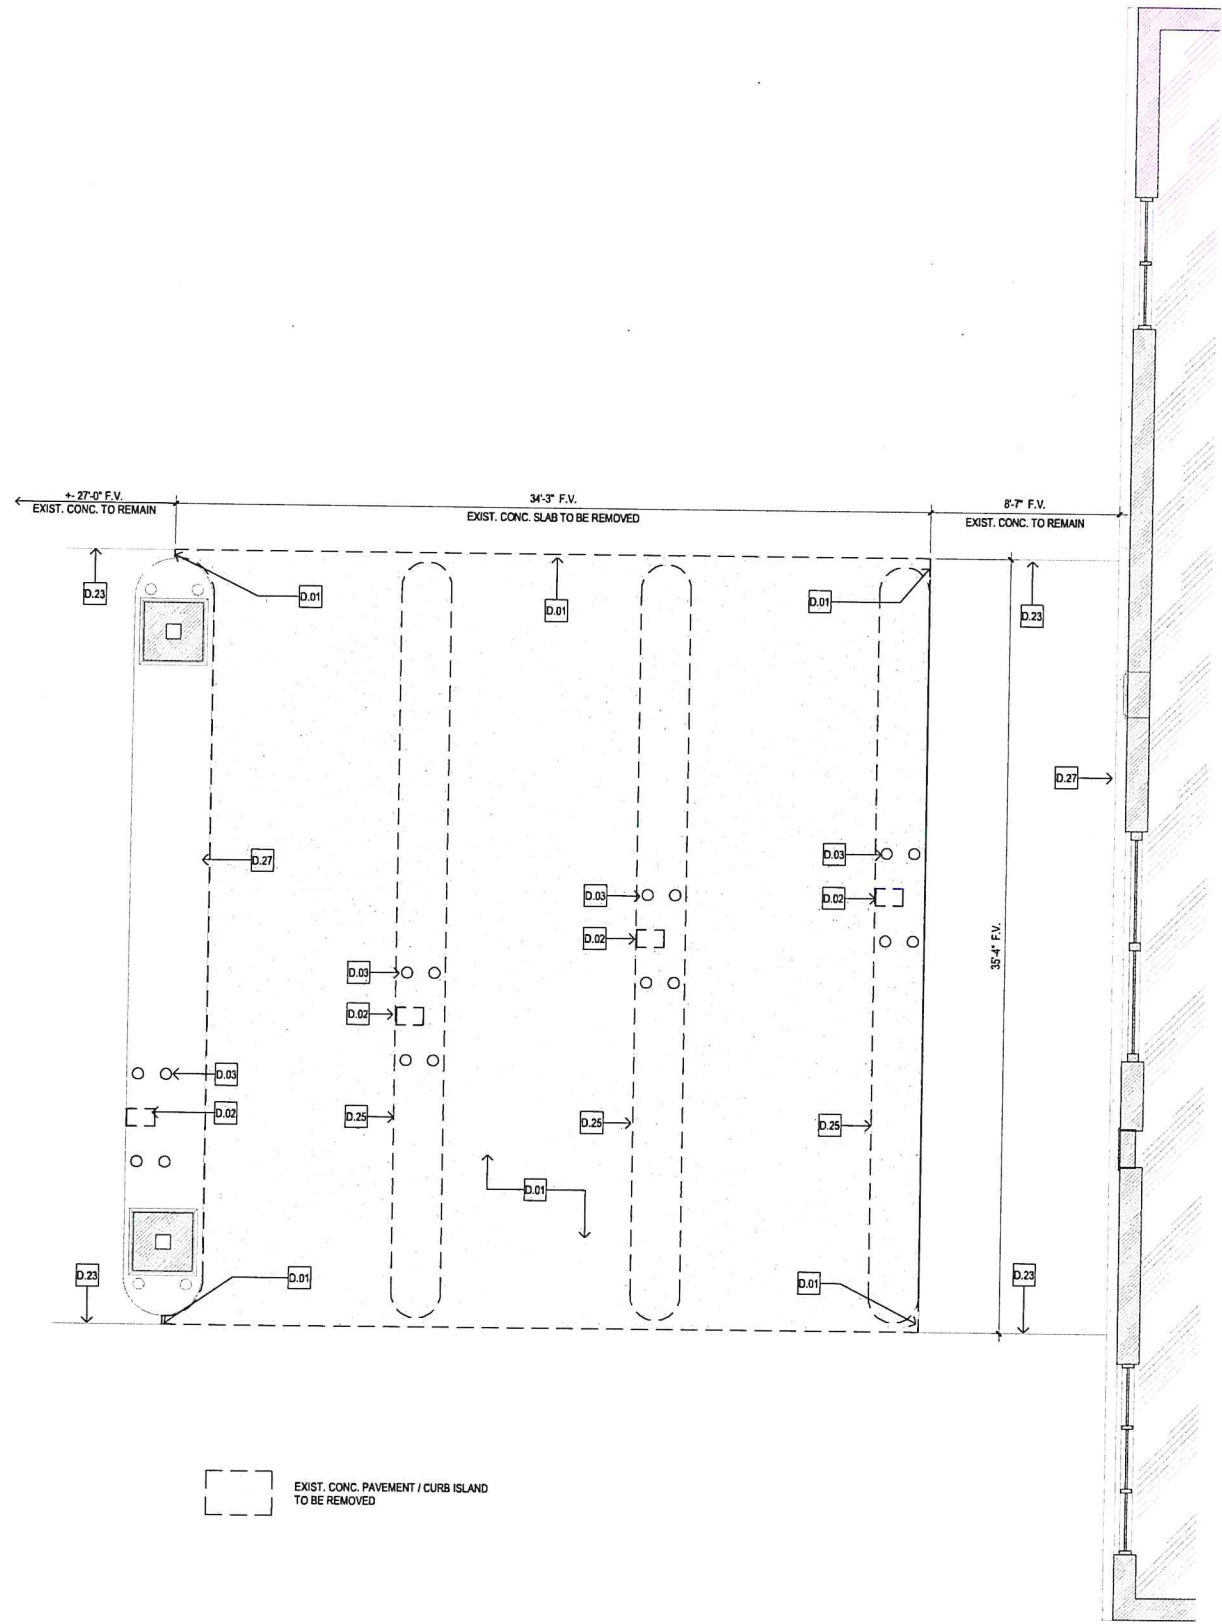 +- 27'-0" F.V.
EXIST. CONC. TO REMAIN
34'-3" F.V.
EXIST. CONC. SLAB TO BE REMOVED
8'-7" F.V.
EXIST. CONC. TO REMAIN
D.23
D.01
D.01
D.01
D.23
D.27
D.27
D.03
D.02
D.03
D.02
35'-4" F.V.
D.03
D.02
D.03
D.02
D.25
D.25
D.25
D.01
D.23
D.01
D.01
D.23
EXIST. CONC. PAVEMENT / CURB ISLAND
TO BE REMOVED